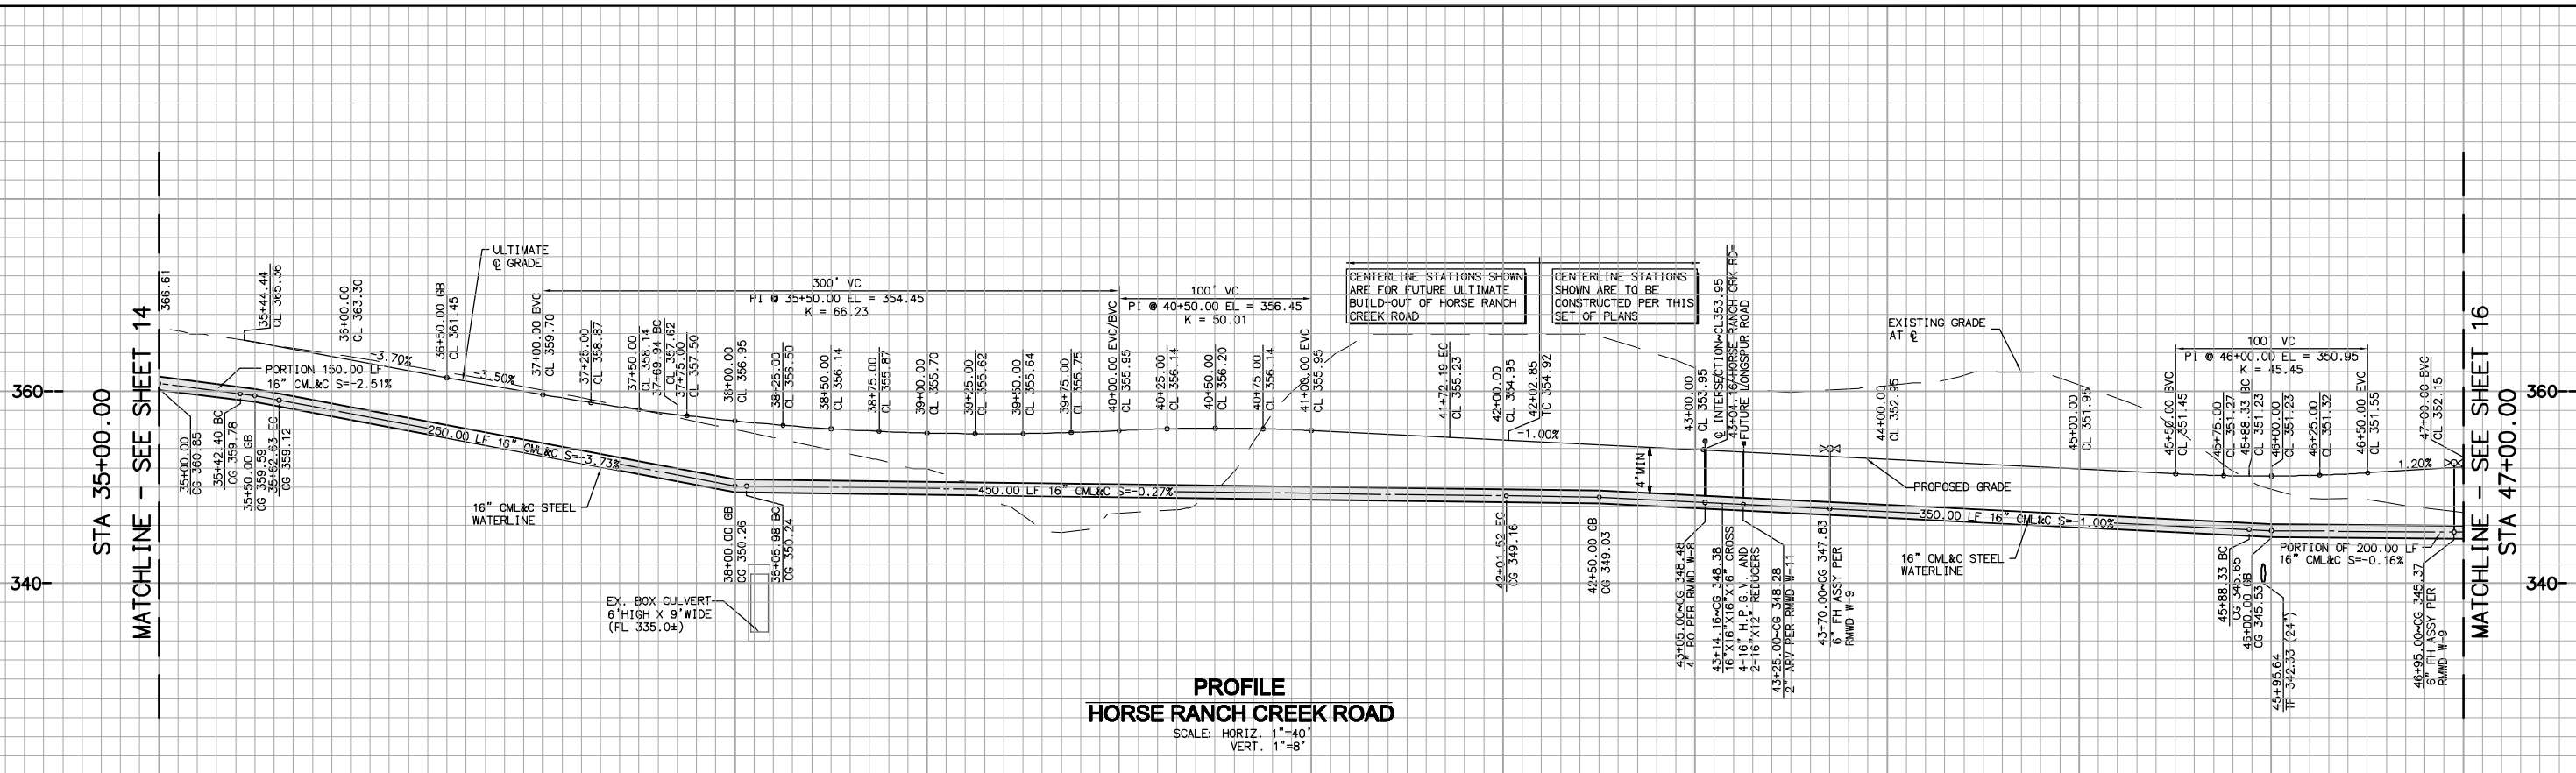 STA 35+00.00
MATCHLINE - SEE SHEET 14
360
340
366.61
35+44.44
CL 365.36
36+00.00
CL 363.30
36+50.00 GB
CL 361.45
ULTIMATE
℄ GRADE
-3.70%
-3.50%
37+00.00 BVC
CL 359.70
300' VC
PI @ 35+50.00 EL = 354.45
K = 66.23
37+25.00
CL 358.87
37+50.00
CL 358.14
37+69.94 BC
CL 357.62
37+75.00
CL 357.50
38+00.00
CL 356.95
38+25.00
CL 356.50
38+50.00
CL 356.14
38+75.00
CL 355.87
39+00.00
CL 355.70
39+25.00
CL 355.62
39+50.00
CL 355.64
39+75.00
CL 355.75
40+00.00 EVC/BVC
CL 355.95
100' VC
PI @ 40+50.00 EL = 356.45
K = 50.01
40+25.00
CL 356.14
40+50.00
CL 356.20
40+75.00
CL 356.14
41+00.00 EVC
CL 355.95
CENTERLINE STATIONS SHOWN
ARE FOR FUTURE ULTIMATE
BUILD-OUT OF HORSE RANCH
CREEK ROAD
CENTERLINE STATIONS
SHOWN ARE TO BE
CONSTRUCTED PER THIS
SET OF PLANS
41+72.19 EC
CL 355.23
42+00.00
CL 354.95
42+02.85
TC 354.92
-1.00%
4' MIN
43+00.00
CL 353.95
℄ INTERSECTION~CL353.95
43+04.16~HORSE RANCH CRK RD=
FUTURE LONGSPUR ROAD
44+00.00
CL 352.95
EXISTING GRADE
AT ℄
PROPOSED GRADE
45+00.00
CL 351.95
100' VC
PI @ 46+00.00 EL = 350.95
K = 45.45
45+50.00 BVC
CL 351.45
45+75.00
CL 351.27
45+88.33 BC
CL 351.23
46+00.00
CL 351.23
46+25.00
CL 351.32
46+50.00 EVC
CL 351.55
47+00.00 BVC
CL 352.15
1.20%
PORTION 150.00 LF
16" CML&C S=-2.51%
35+00.00
CG 360.85
35+42.40 BC
CG 359.78
35+50.00 GB
CG 359.59
35+62.63 EC
CG 359.12
250.00 LF 16" CML&C S=-3.73%
16" CML&C STEEL
WATERLINE
38+00.00 GB
CG 350.26
35+05.98 BC
CG 350.24
EX. BOX CULVERT
6'HIGH X 9'WIDE
(FL 335.0±)
450.00 LF 16" CML&C S=-0.27%
42+01.52 EC
CG 349.16
42+50.00 GB
CG 349.03
43+05.00~CG 348.48
4" BO PER RMWD W-8
43+14.16~CG 348.38
16"X16"X16"X16" CROSS
4-16" H.P.G.V. AND
2-16"X12" REDUCERS
43+25.00~CG 348.28
2" ARV PER RMWD W-11
43+70.00~CG 347.83
6" FH ASSY PER
RMWD W-9
350.00 LF 16" CML&C S=-1.00%
16" CML&C STEEL
WATERLINE
45+88.33 BC
CG 345.65
46+00.00 GB
CG 345.53
45+95.64
TP 342.33 (24")
PORTION OF 200.00 LF
16" CML&C S=-0.16%
46+95.00~CG 345.37
6" FH ASSY PER
RMWD W-9
360
340
MATCHLINE - SEE SHEET 16
STA 47+00.00
PROFILE
HORSE RANCH CREEK ROAD
SCALE: HORIZ. 1"=40'
VERT. 1"=8'